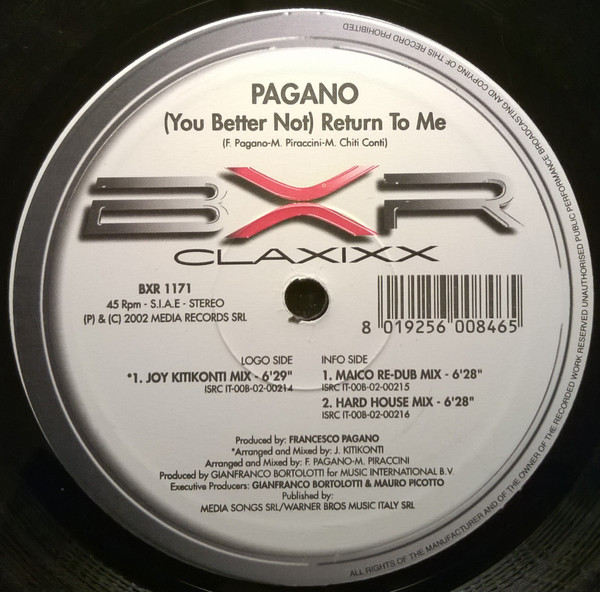 PAGANO
(You Better Not) Return To Me
(F. Pagano-M. Piraccini-M. Chiti Conti)
BXR
CLAXIXX
BXR 1171
45 Rpm - S.I.A.E - STEREO
(P) & (C) 2002 MEDIA RECORDS SRL
8 019256 008465
LOGO SIDE
*1. JOY KITIKONTI MIX - 6'29"
ISRC IT-00B-02-00214
INFO SIDE
1. MAICO RE-DUB MIX - 6'28"
ISRC IT-00B-02-00215
2. HARD HOUSE MIX - 6'28"
ISRC IT-00B-02-00216
Produced by: FRANCESCO PAGANO
*Arranged and Mixed by: J. KITIKONTI
Arranged and Mixed by: F. PAGANO-M. PIRACCINI
Produced by GIANFRANCO BORTOLOTTI for MUSIC INTERNATIONAL B.V.
Executive Producers: GIANFRANCO BORTOLOTTI & MAURO PICOTTO
Published by:
MEDIA SONGS SRL/WARNER BROS MUSIC ITALY SRL
ALL RIGHTS OF THE MANUFACTURER AND OF THE OWNER OF THE RECORDED WORK RESERVED UNAUTHORISED PUBLIC PERFORMANCE BROADCASTING AND COPYING OF THIS RECORD PROHIBITED